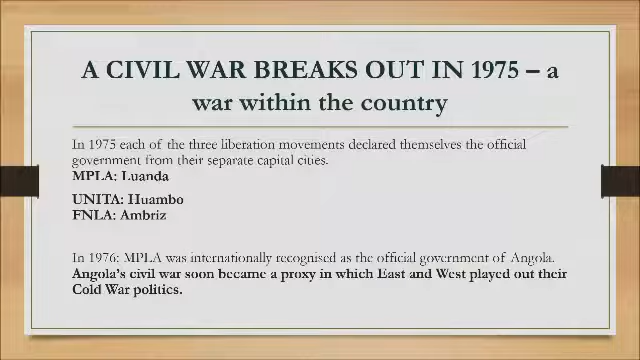 A CIVIL WAR BREAKS OUT IN 1975 – a
war within the country
In 1975 each of the three liberation movements declared themselves the official
government from their separate capital cities.
MPLA: Luanda
UNITA: Huambo
FNLA: Ambriz
In 1976: MPLA was internationally recognised as the official government of Angola.
Angola's civil war soon became a proxy in which East and West played out their
Cold War politics.